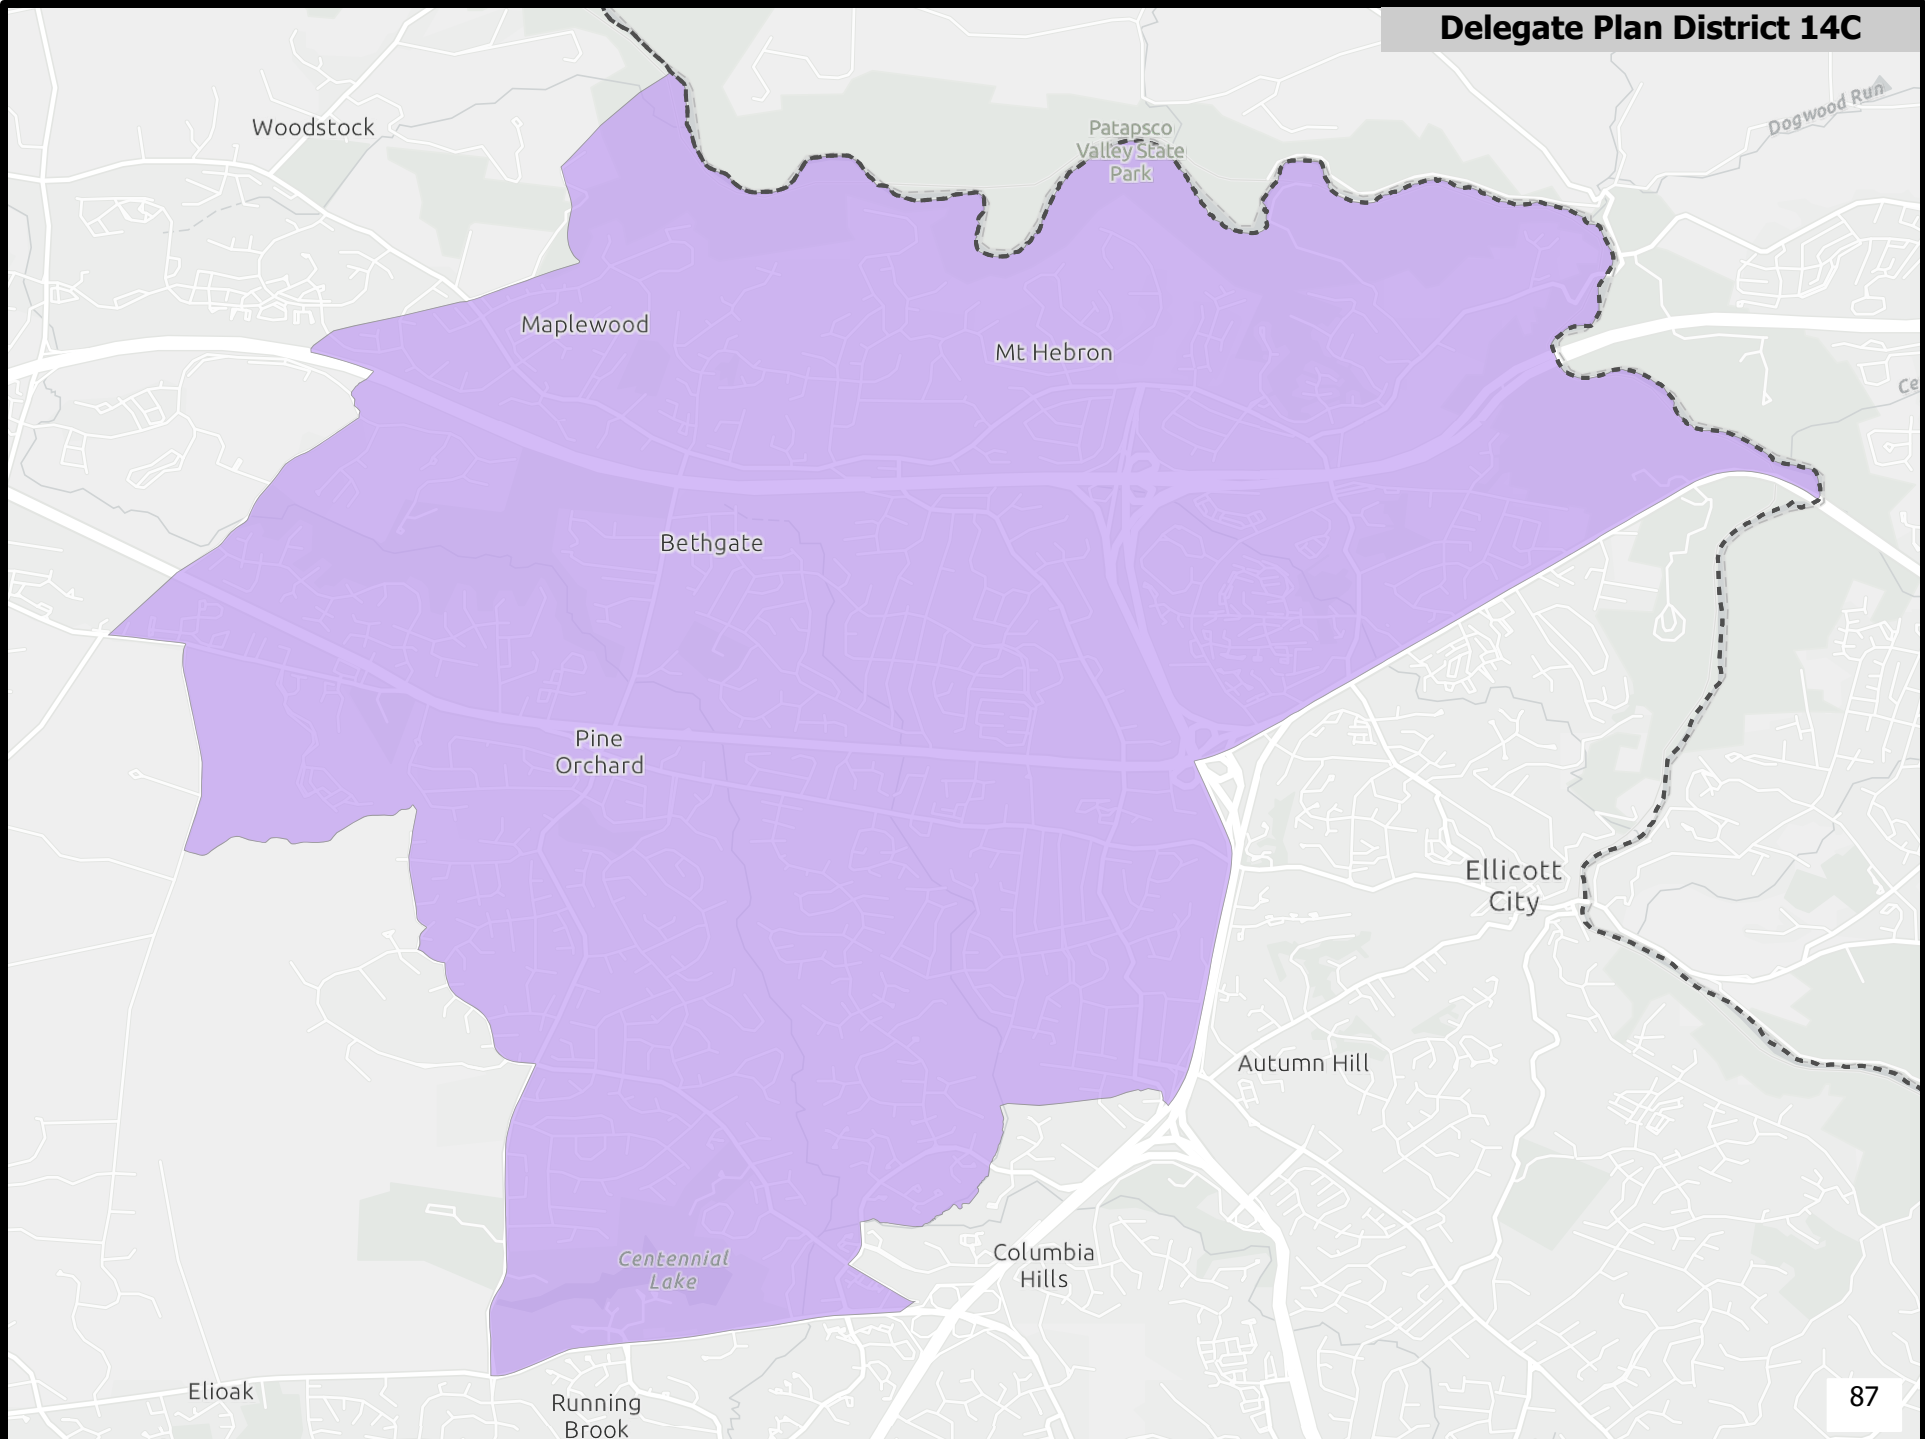 Delegate Plan District 14C
Dogwood Run
Woodstock
Patapsco
Valley State
Park
Maplewood
Mt Hebron
Ce
Bethgate
Pine
Orchard
Ellicott
City
Autumn Hill
Centennial
Lake
Columbia
Hills
Elioak
Running
Brook
87